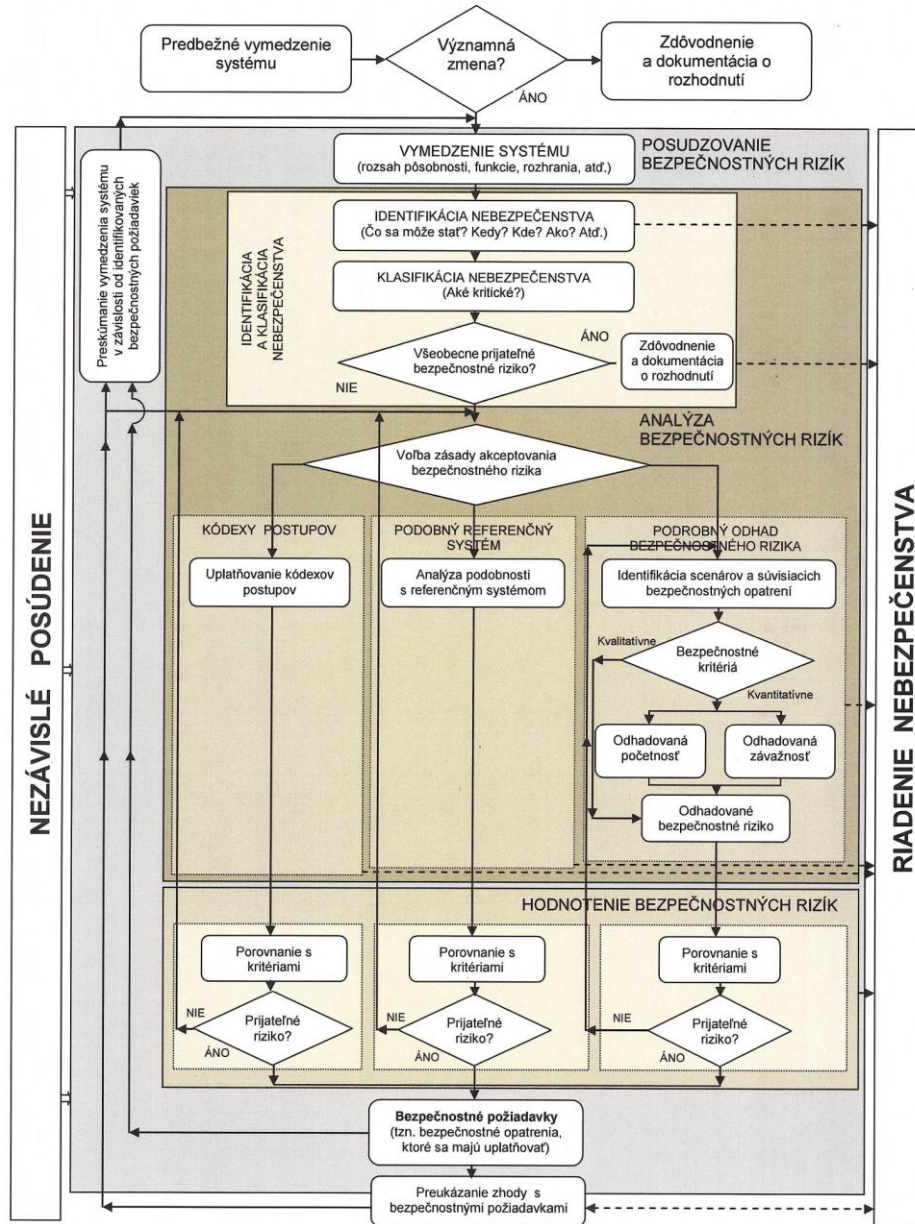 Predbežné vymedzenie
systému
Významná
zmena?
Zdôvodnenie
a dokumentácia o
rozhodnutí
ÁNO
NEZÁVISLÉ POSÚDENIE
RIADENIE NEBEZPEČENSTVA
POSUDZOVANIE
BEZPEČNOSTNÝCH RIZÍK
Preskúmanie vymedzenia systému
v závislosti od identifikovaných
bezpečnostných požiadaviek
VYMEDZENIE SYSTÉMU
(rozsah pôsobnosti, funkcie, rozhrania, atď.)
IDENTIFIKÁCIA
A KLASIFIKÁCIA
NEBEZPEČENSTVA
IDENTIFIKÁCIA NEBEZPEČENSTVA
(Čo sa môže stať? Kedy? Kde? Ako? Atď.)
KLASIFIKÁCIA NEBEZPEČENSTVA
(Aké kritické?)
Všeobecne prijateľné
bezpečnostné riziko?
ÁNO
NIE
Zdôvodnenie
a dokumentácia
o rozhodnutí
ANALÝZA
BEZPEČNOSTNÝCH RIZÍK
Voľba zásady akceptovania
bezpečnostného rizika
KÓDEXY POSTUPOV
Uplatňovanie kódexov
postupov
PODOBNÝ REFERENČNÝ
SYSTÉM
Analýza podobnosti
s referenčným systémom
PODROBNÝ ODHAD
BEZPEČNOSTNÉHO RIZIKA
Identifikácia scenárov a súvisiacich
bezpečnostných opatrení
Kvalitatívne
Bezpečnostné
kritériá
Kvantitatívne
Odhadovaná
početnosť
Odhadovaná
závažnosť
Odhadované
bezpečnostné riziko
HODNOTENIE BEZPEČNOSTNÝCH RIZÍK
Porovnanie s
kritériami
Prijateľné
riziko?
NIE
ÁNO
Porovnanie s
kritériami
Prijateľné
riziko?
NIE
ÁNO
Porovnanie s
kritériami
Prijateľné
riziko?
NIE
ÁNO
Bezpečnostné požiadavky
(tzn. bezpečnostné opatrenia,
ktoré sa majú uplatňovať)
Preukázanie zhody s
bezpečnostnými požiadavkami